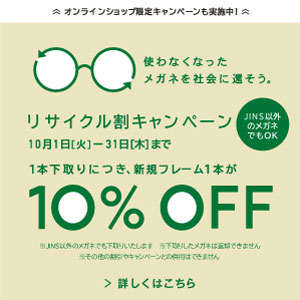 オンラインショップ限定キャンペーンも実施中!
使わなくなった
メガネを社会に還そう。
リサイクル割キャンペーン
JINS以外
のメガネ
でもOK
10月1日[火]ー31日[木]まで
1本下取りにつき、新規フレーム1本が
10% OFF
※JINS以外のメガネでも下取りいたします ※下取りしたメガネは返却できません
※その他の割引やキャンペーンとの併用はできません
> 詳しくはこちら